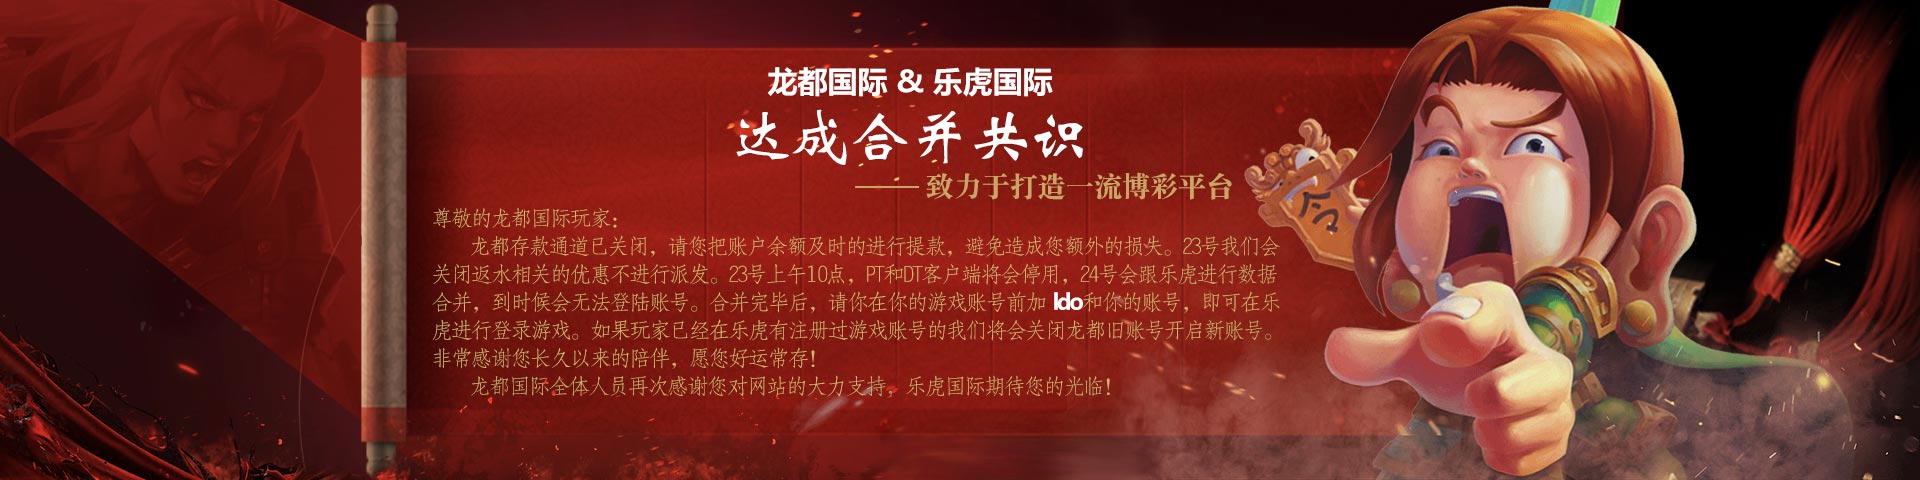 龙都国际 & 乐虎国际
达成合并共识
—— 致力于打造一流博彩平台
尊敬的龙都国际玩家：
龙都存款通道已关闭，请您把账户余额及时的进行提款，避免造成您额外的损失。23号我们会
关闭返水相关的优惠不进行派发。23号上午10点，PT和DT客户端将会停用，24号会跟乐虎进行数据
合并，到时候会无法登陆账号。合并完毕后，请你在你的游戏账号前加 ldo和你的账号，即可在乐
虎进行登录游戏。如果玩家已经在乐虎有注册过游戏账号的我们将会关闭龙都旧账号开启新账号。
非常感谢您长久以来的陪伴，愿您好运常存！
龙都国际全体人员再次感谢您对网站的大力支持，乐虎国际期待您的光临！
令